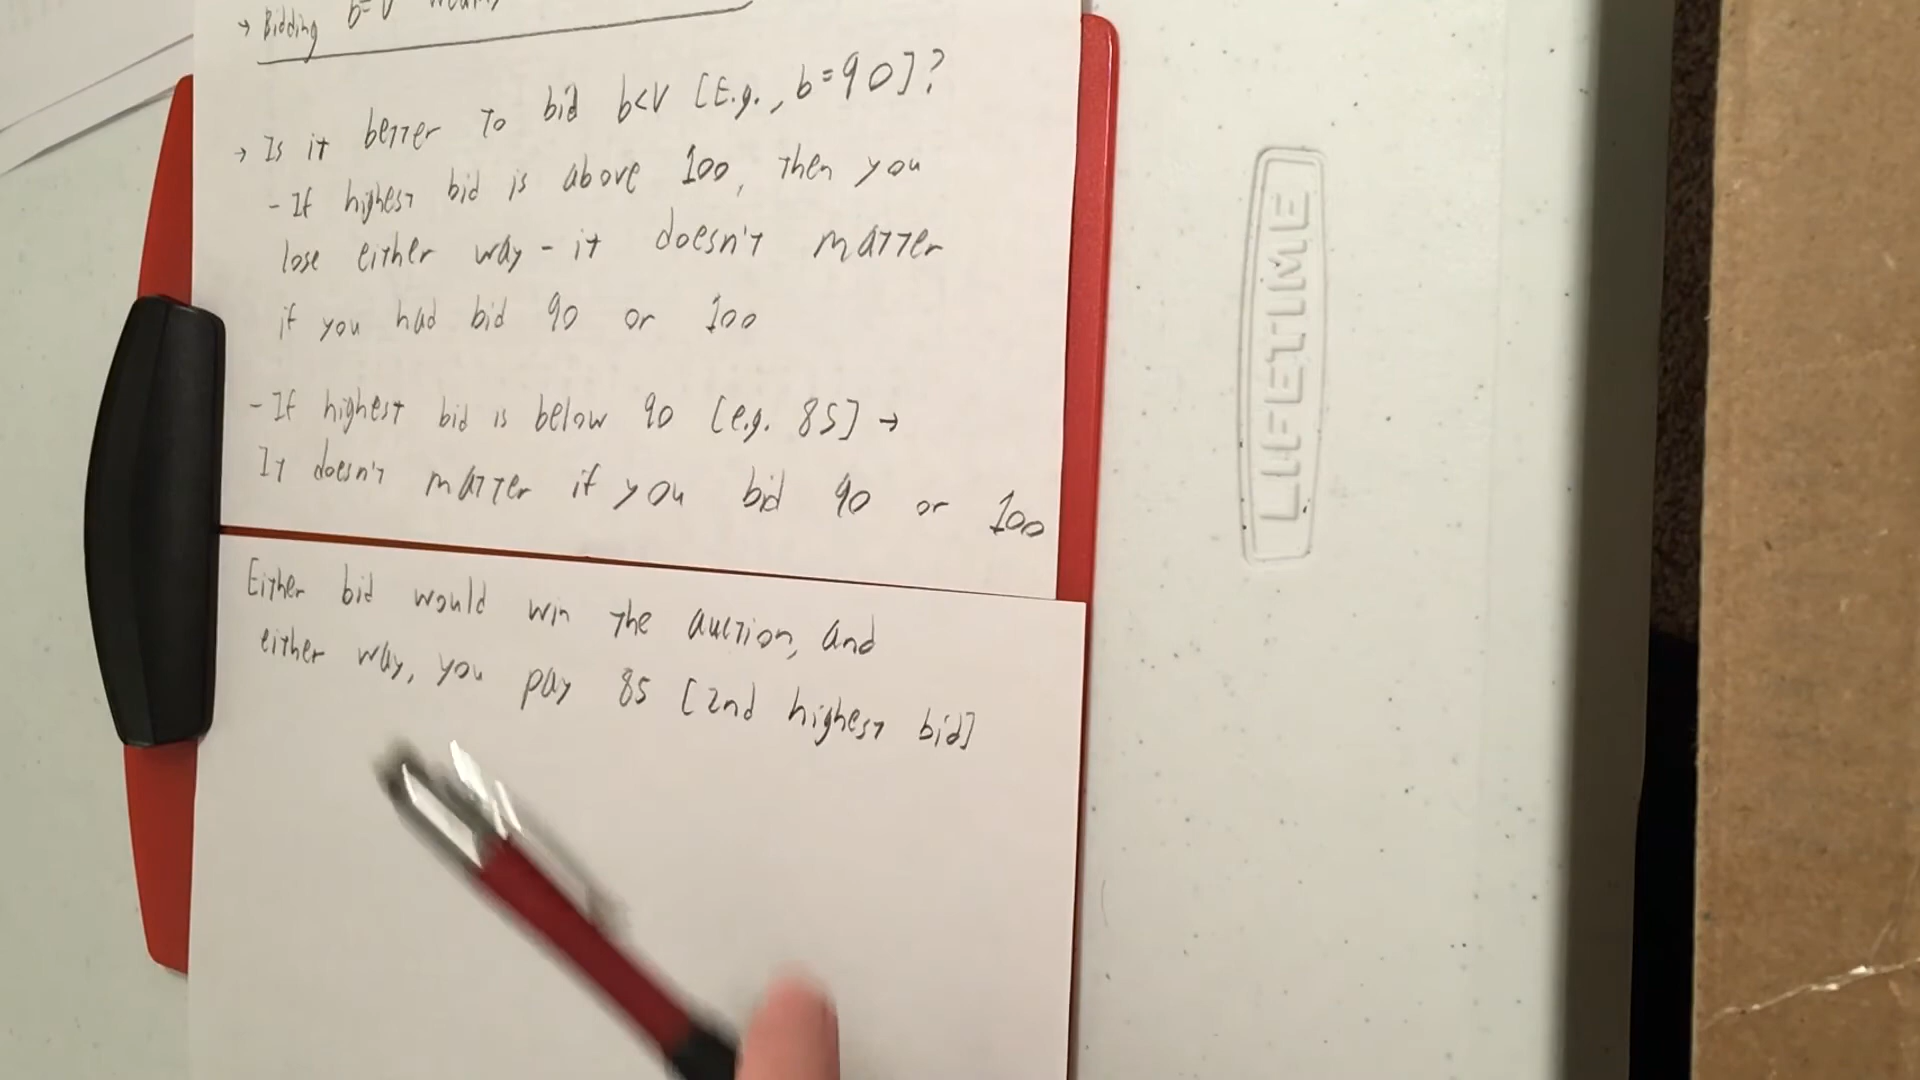 → Bidding b=v
→ Is it better to bid b<V [E.g., b=90]?
- If highest bid is above 100, then you
lose either way - it doesn't matter
if you had bid 90 or 100
- If highest bid is below 90 [e.g. 85] →
It doesn't matter if you bid 90 or 100
Either bid would win the auction, and
either way, you pay 85 [2nd highest bid]
LIFETIME